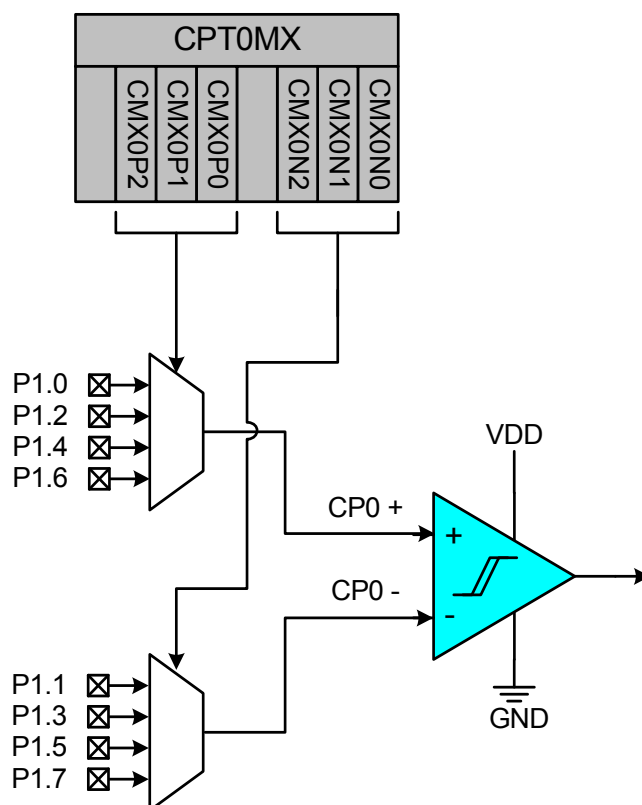 CPT0MX
CMX0P2
CMX0P1
CMX0P0
CMX0N2
CMX0N1
CMX0N0
P1.0
P1.2
P1.4
P1.6
VDD
CP0 +
+
CP0 -
-
P1.1
P1.3
P1.5
P1.7
GND